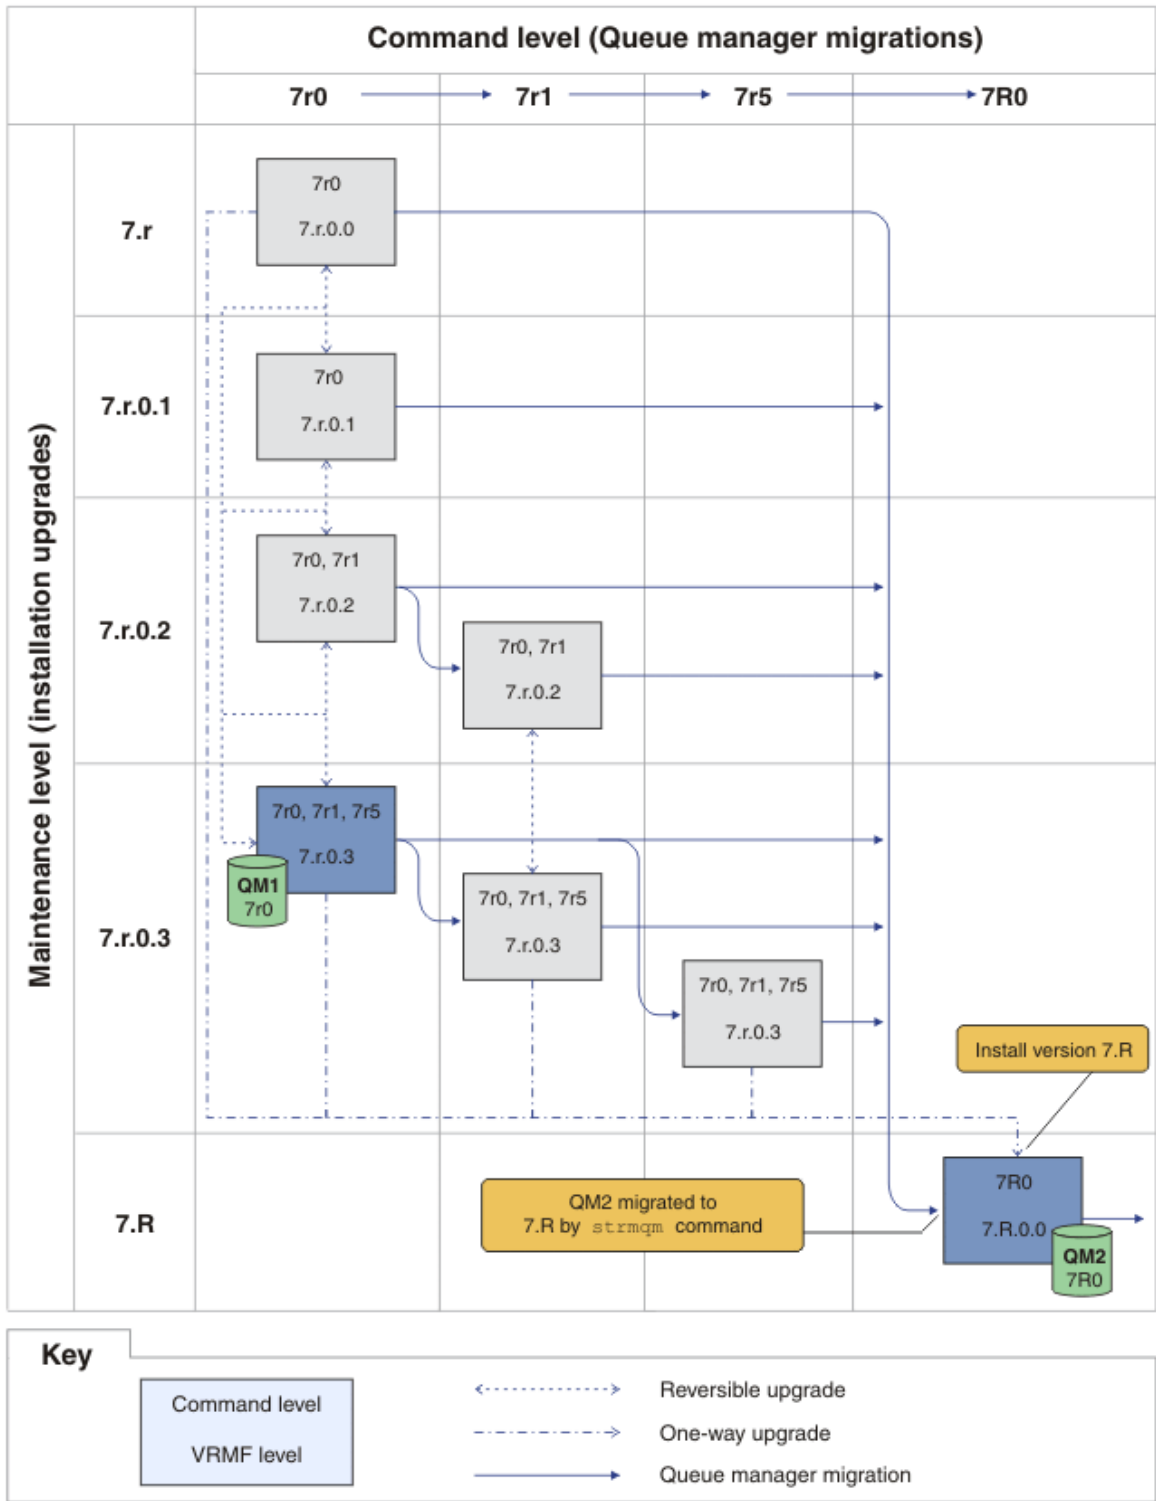 Command level (Queue manager migrations)
7r0
7r1
7r5
7R0
Maintenance level (installation upgrades)
7.r
7r0
7.r.0.0
7.r.0.1
7r0
7.r.0.1
7.r.0.2
7r0, 7r1
7.r.0.2
7r0, 7r1
7.r.0.2
7.r.0.3
7r0, 7r1, 7r5
7.r.0.3
QM1
7r0
7r0, 7r1, 7r5
7.r.0.3
7r0, 7r1, 7r5
7.r.0.3
Install version 7.R
7.R
QM2 migrated to
7.R by strmqm command
7R0
7.R.0.0
QM2
7R0
Key
Command level
VRMF level
Reversible upgrade
One-way upgrade
Queue manager migration